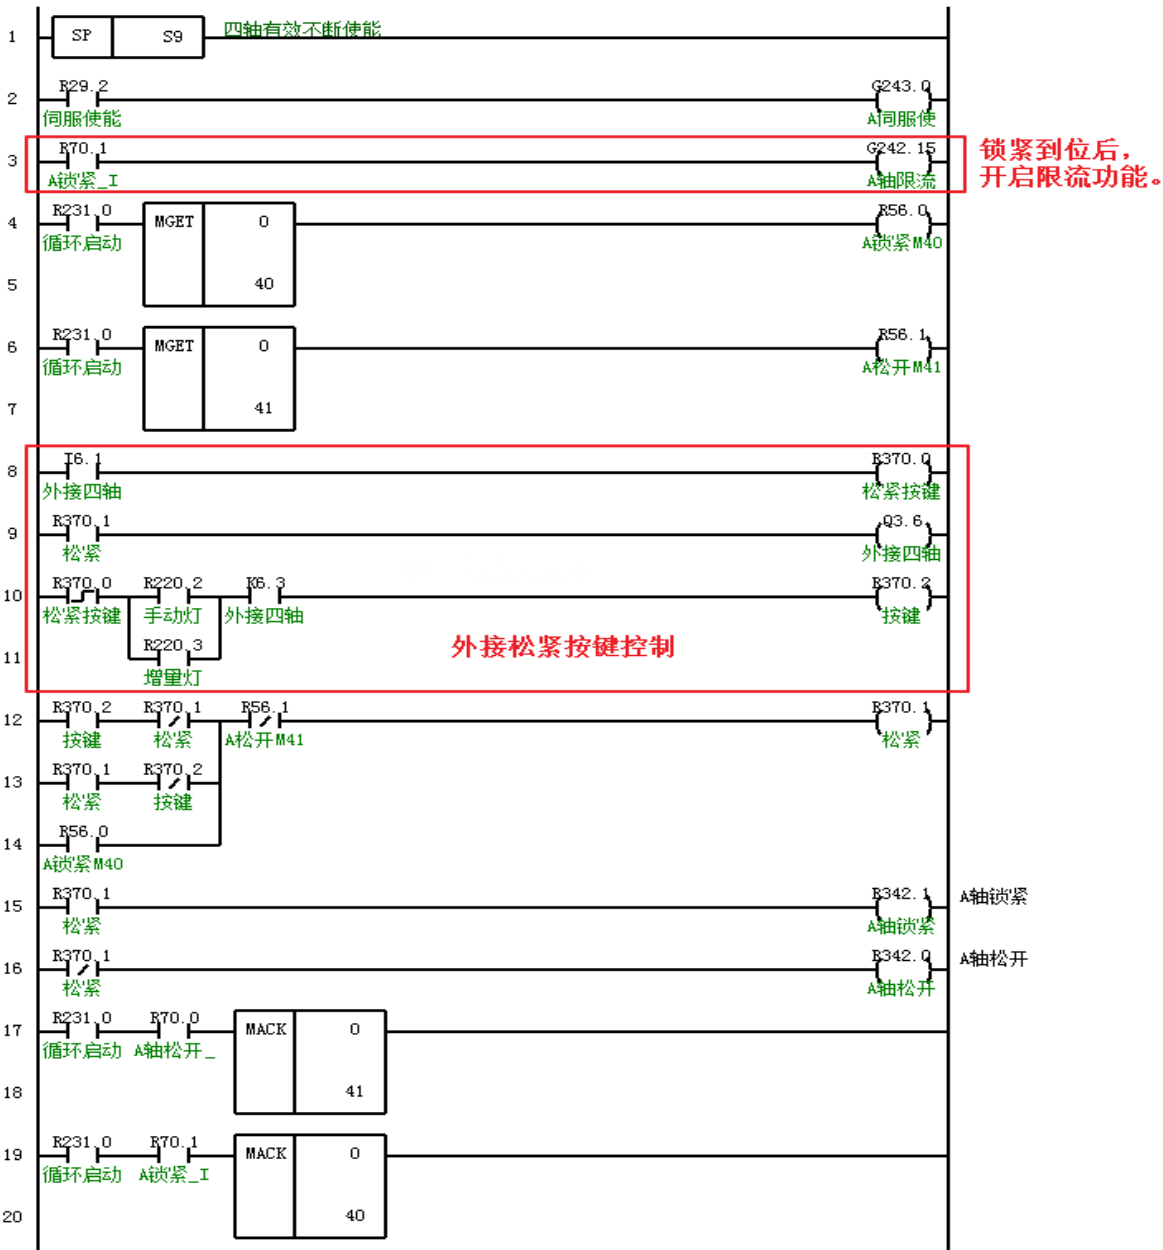 1 SP S9 四轴有效不断使能
R29.2 G243.0
2
伺服使能 A伺服使
R70.1 G242.15
3
A锁紧_I A轴限流
锁紧到位后，
开启限流功能。
R231.0 MGET 0 R56.0
4
循环启动 A锁紧M40
5 40
R231.0 MGET 0 R56.1
6
循环启动 A松开M41
7 41
I6.1 R370.0
8
外接四轴 松紧按键
R370.1 Q3.6
9
松紧 外接四轴
R370.0 R220.2 K6.3 R370.2
10
松紧按键 手动灯 外接四轴 按键
R220.3 外接松紧按键控制
11
增量灯
R370.2 R370.1 R56.1 R370.1
12
按键 松紧 A松开M41 松紧
R370.1 R370.2
13
松紧 按键
R56.0
14
A锁紧M40
R370.1 R342.1 A轴锁紧
15
松紧 A轴锁紧
R370.1 R342.0 A轴松开
16
松紧 A轴松开
R231.0 R70.0 MACK 0
17
循环启动 A轴松开_
18 41
R231.0 R70.1 MACK 0
19
循环启动 A锁紧_I
20 40